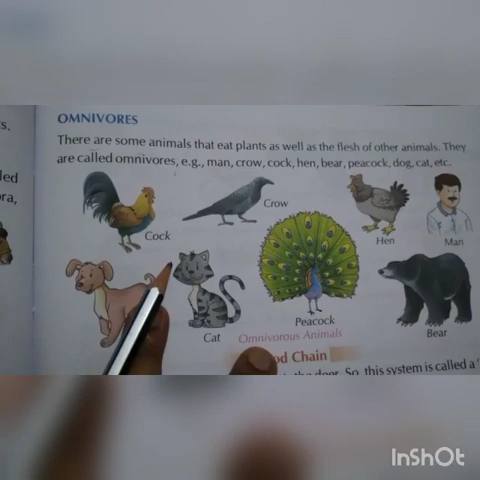 OMNIVORES
There are some animals that eat plants as well as the flesh of other animals. They
are called omnivores, e.g., man, crow, cock, hen, bear, peacock, dog, cat, etc.
Crow
Cock
Hen
Man
Peacock
Cat
Omnivorous Animals
Bear
Chain
So, this system is called a
InShOt